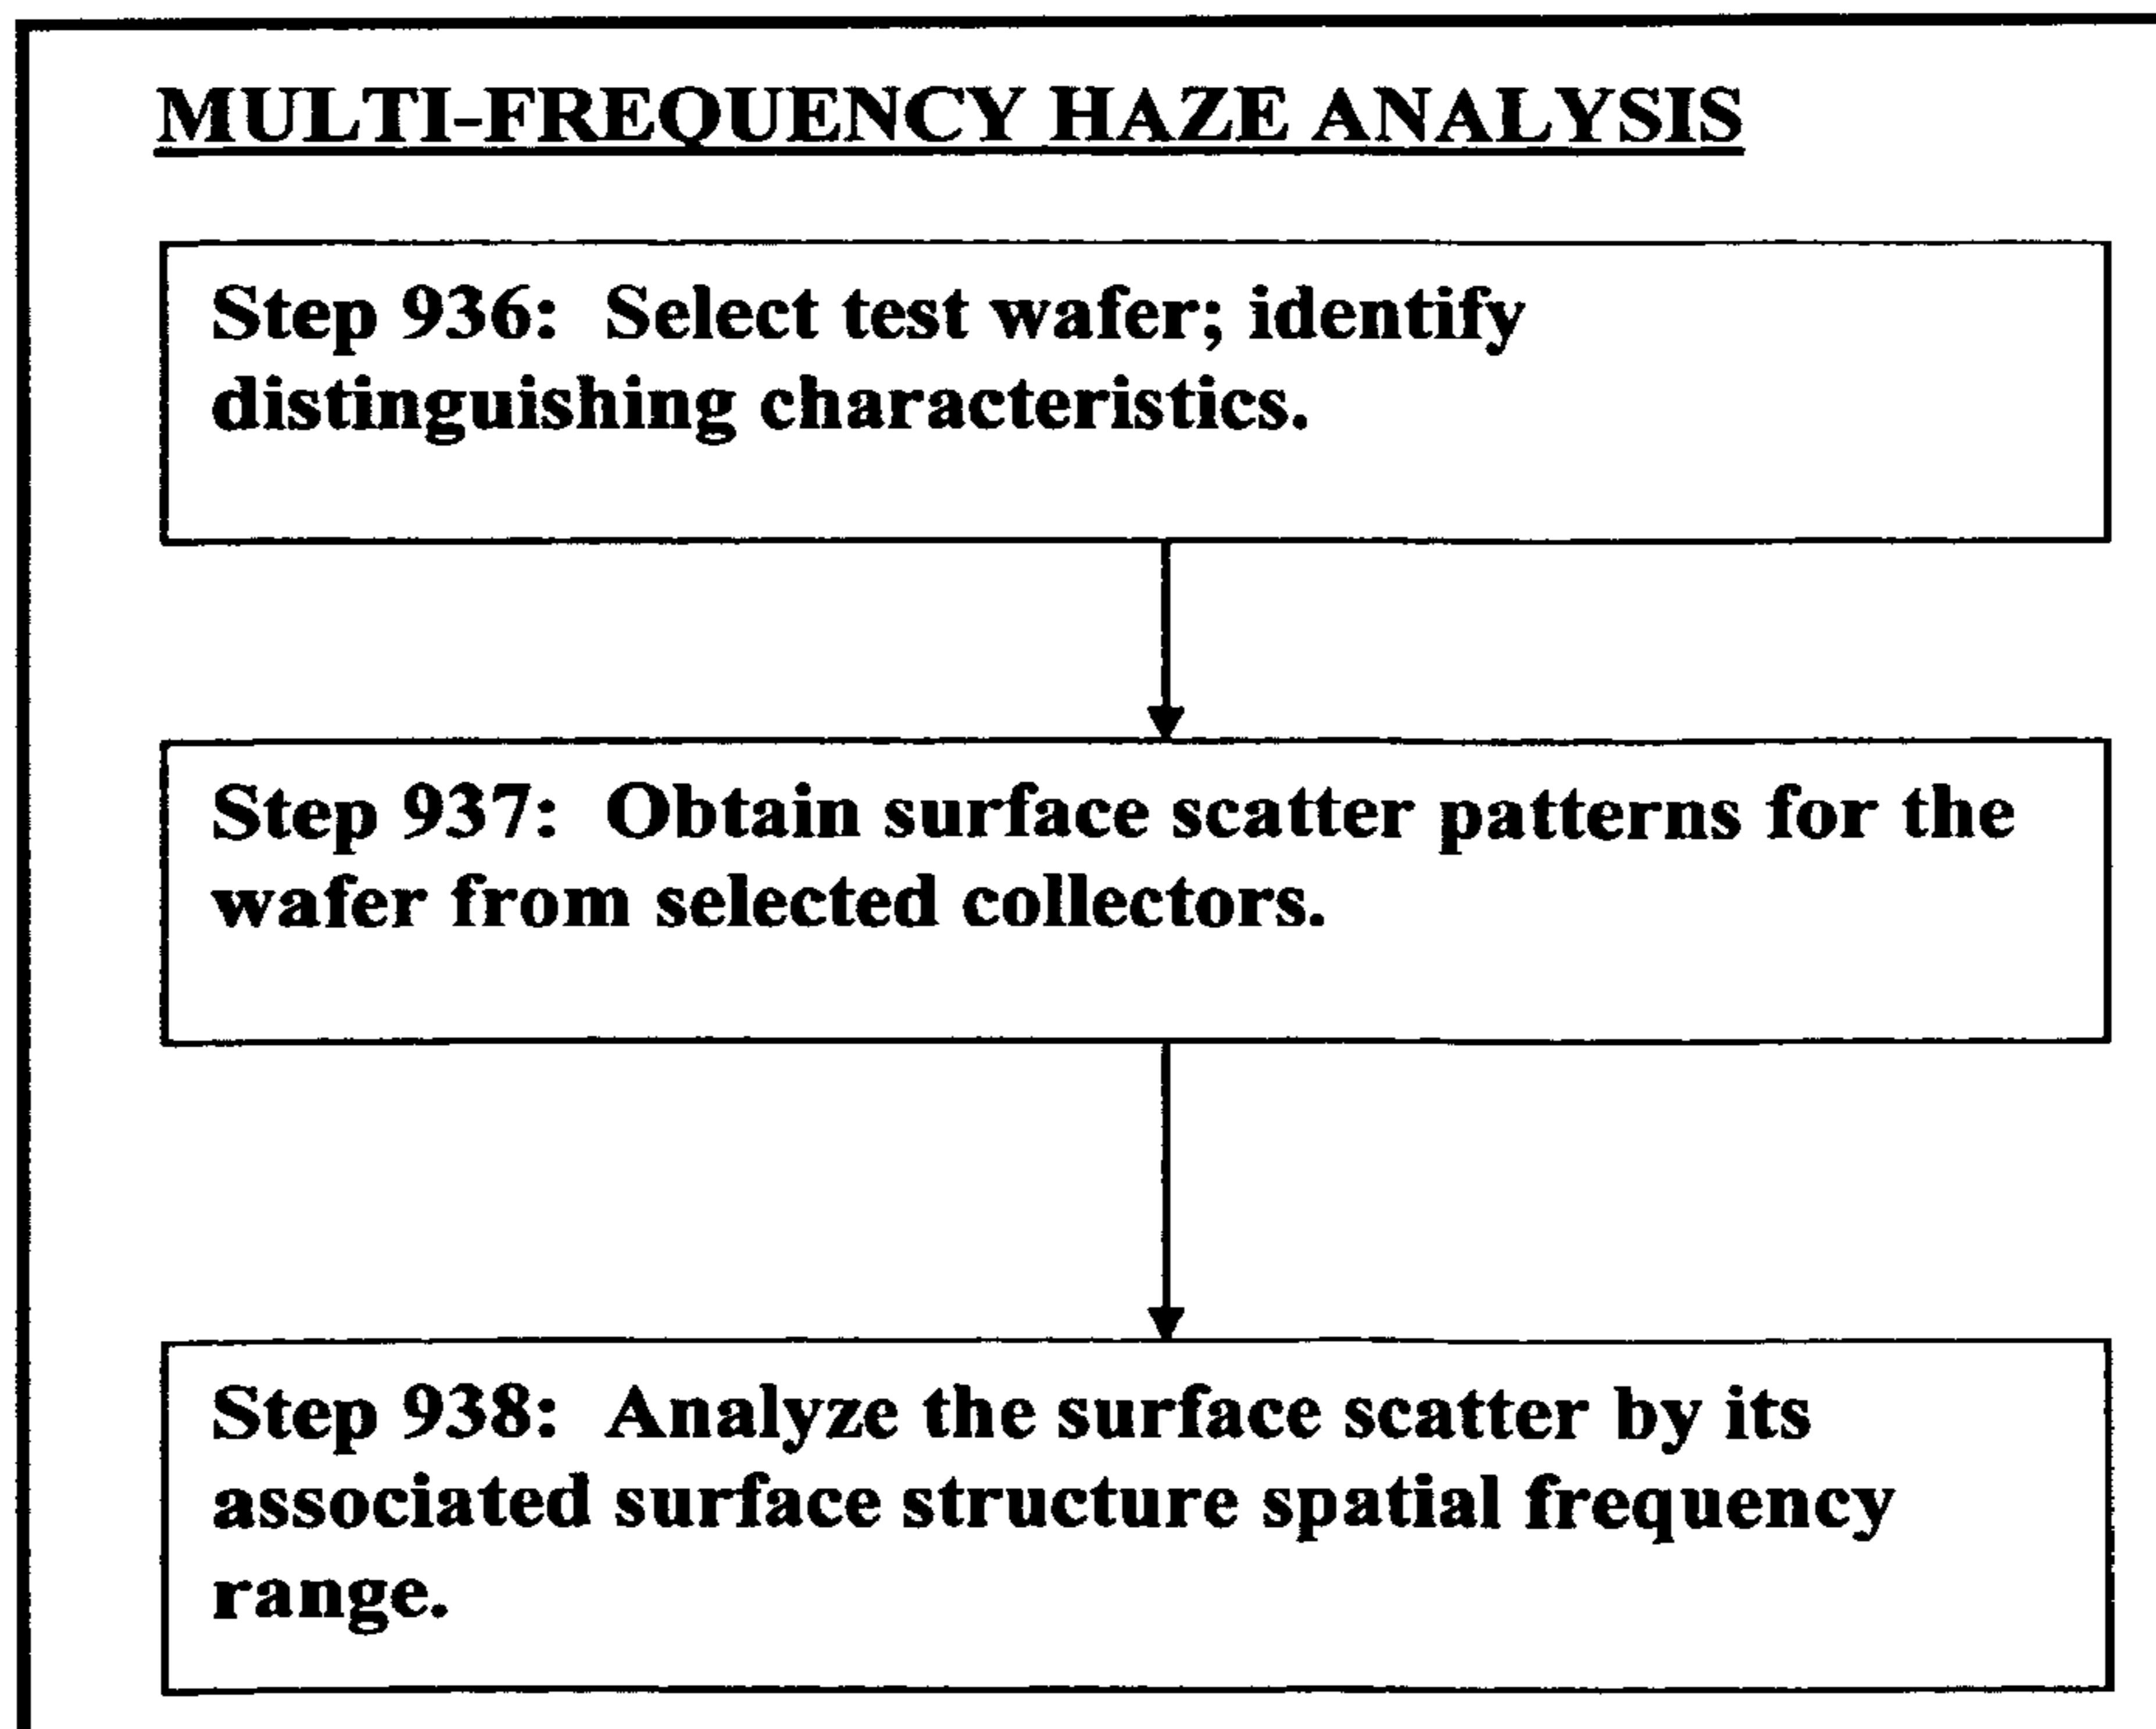 MULTI-FREQUENCY HAZE ANALYSIS
Step 936: Select test wafer; identify
distinguishing characteristics.
Step 937: Obtain surface scatter patterns for the
wafer from selected collectors.
Step 938: Analyze the surface scatter by its
associated surface structure spatial frequency
range.